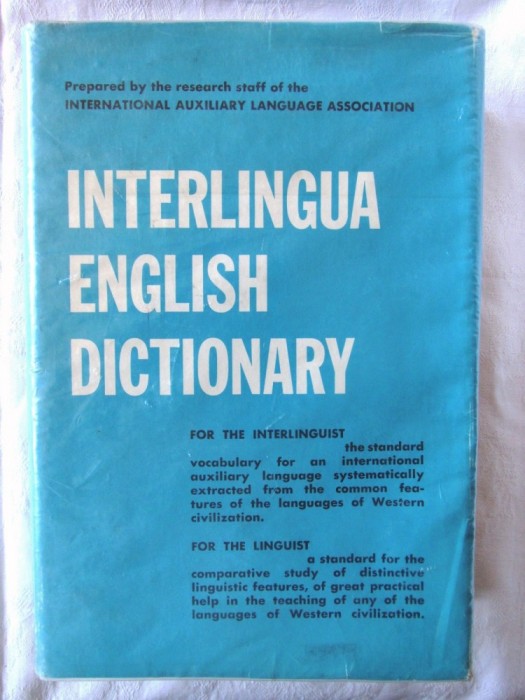 Prepared by the research staff of the
INTERNATIONAL AUXILIARY LANGUAGE ASSOCIATION
INTERLINGUA
ENGLISH
DICTIONARY
FOR THE INTERLINGUIST
the standard
vocabulary for an international
auxiliary language systematically
extracted from the common fea-
tures of the languages of Western
civilization.
FOR THE LINGUIST
a standard for the
comparative study of distinctive
linguistic features, of great practical
help in the teaching of any of the
languages of Western civilization.